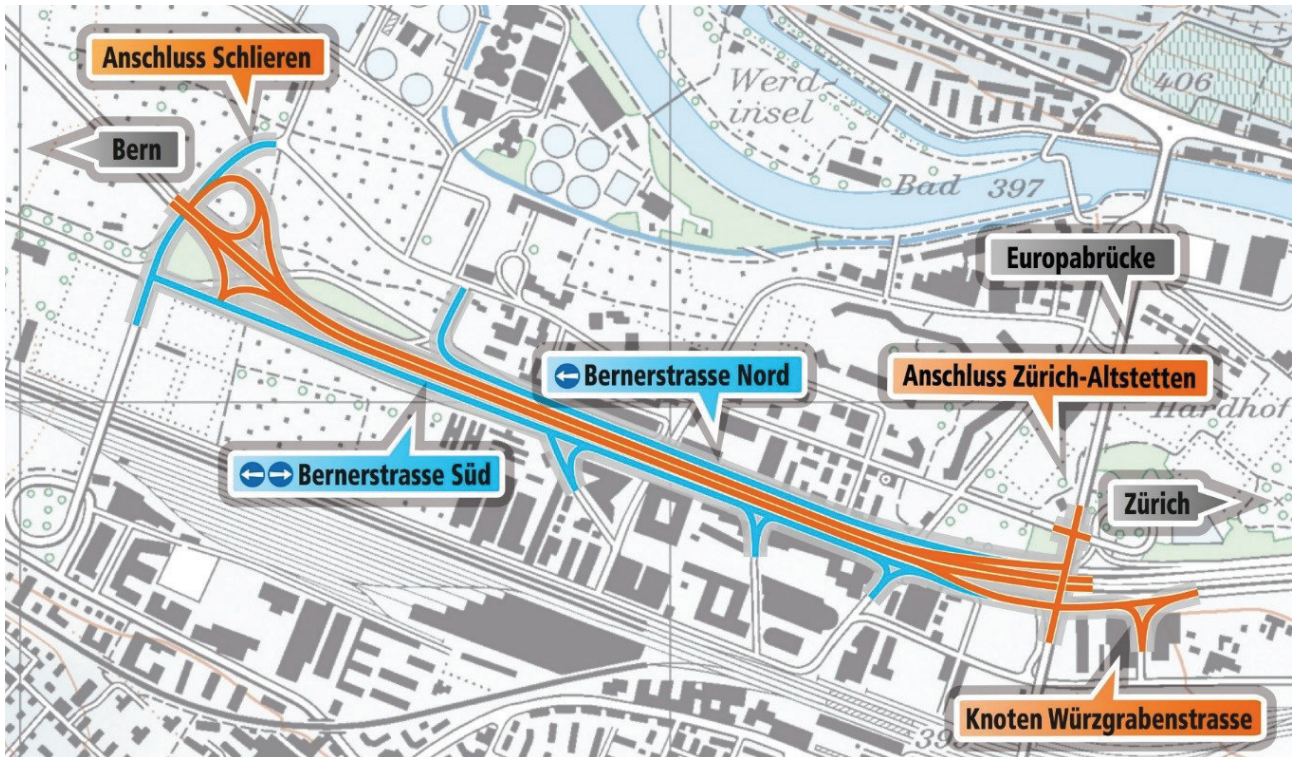 Anschluss Schlieren
Bern
Werd-
insel
406
Bad 397
Europabrücke
Bernerstrasse Nord
Anschluss Zürich-Altstetten
Hardhof
Bernerstrasse Süd
Zürich
Knoten Würzgrabenstrasse